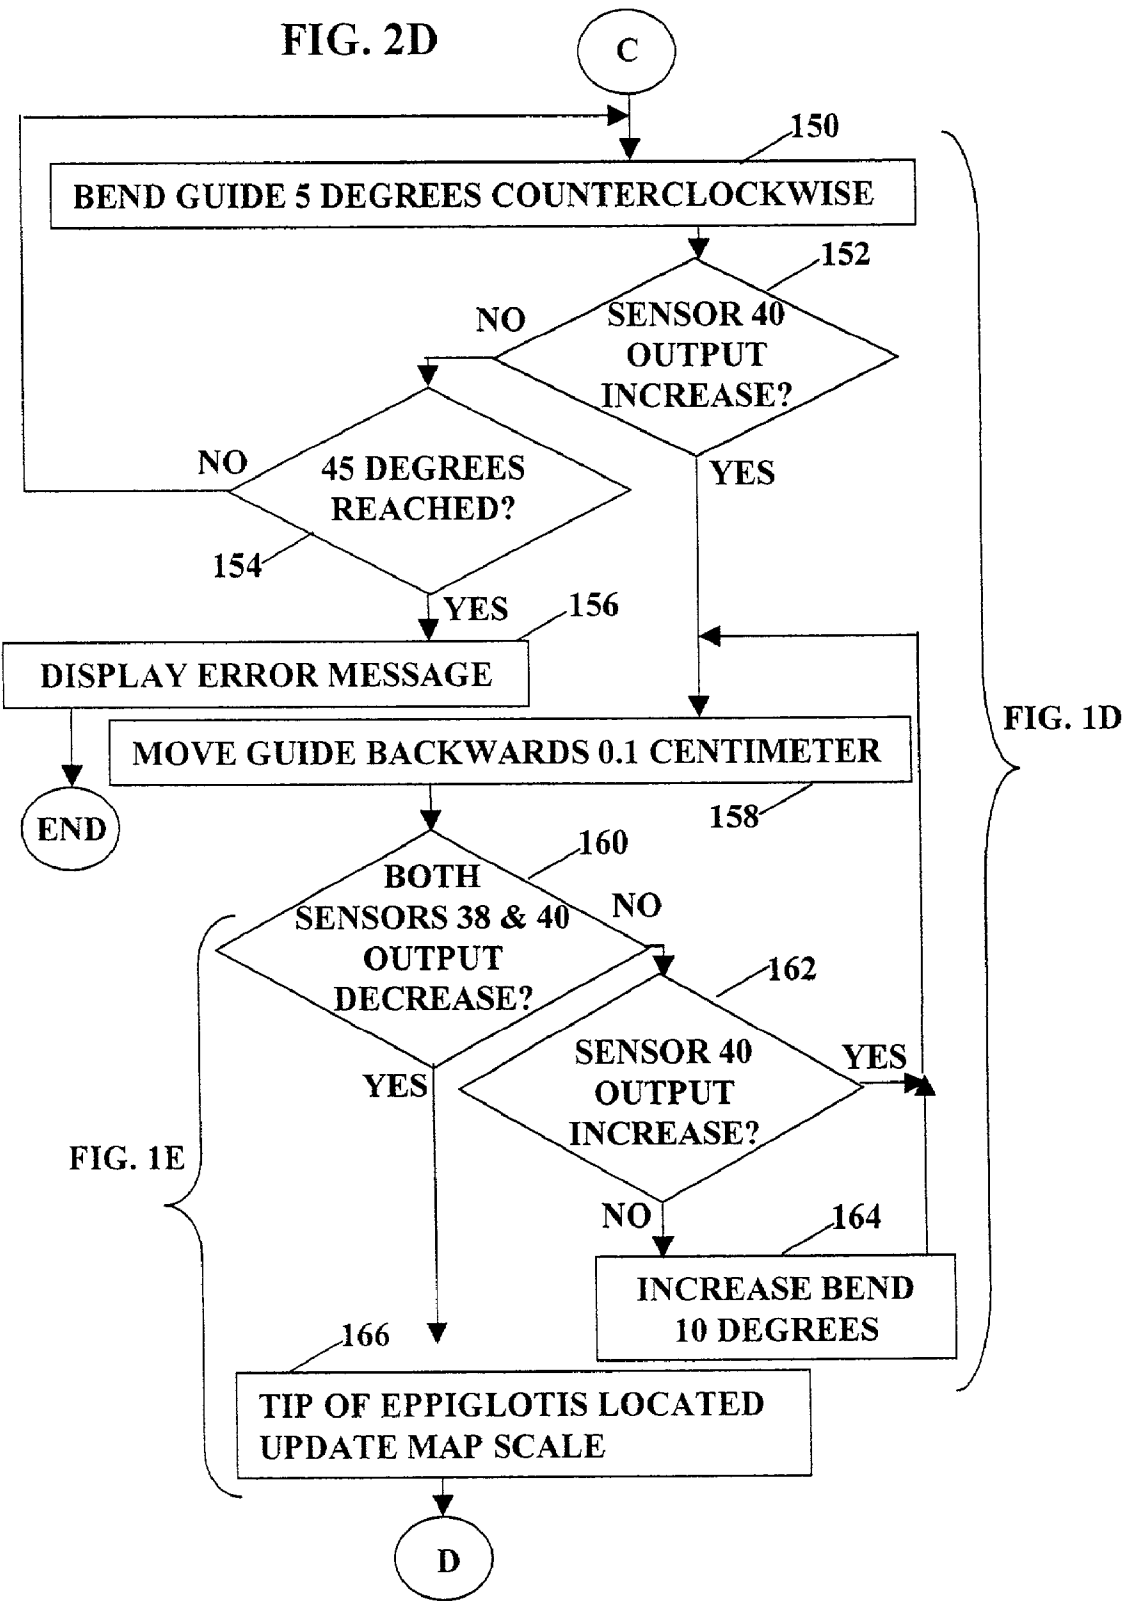 FIG. 2D
C
150
BEND GUIDE 5 DEGREES COUNTERCLOCKWISE
152
NO
SENSOR 40
OUTPUT
INCREASE?
NO
45 DEGREES
REACHED?
YES
154
YES
156
DISPLAY ERROR MESSAGE
FIG. 1D
MOVE GUIDE BACKWARDS 0.1 CENTIMETER
158
END
160
BOTH
SENSORS 38 & 40
OUTPUT
DECREASE?
NO
162
SENSOR 40
OUTPUT
INCREASE?
YES
YES
FIG. 1E
NO
164
INCREASE BEND
10 DEGREES
166
TIP OF EPPIGLOTIS LOCATED
UPDATE MAP SCALE
D